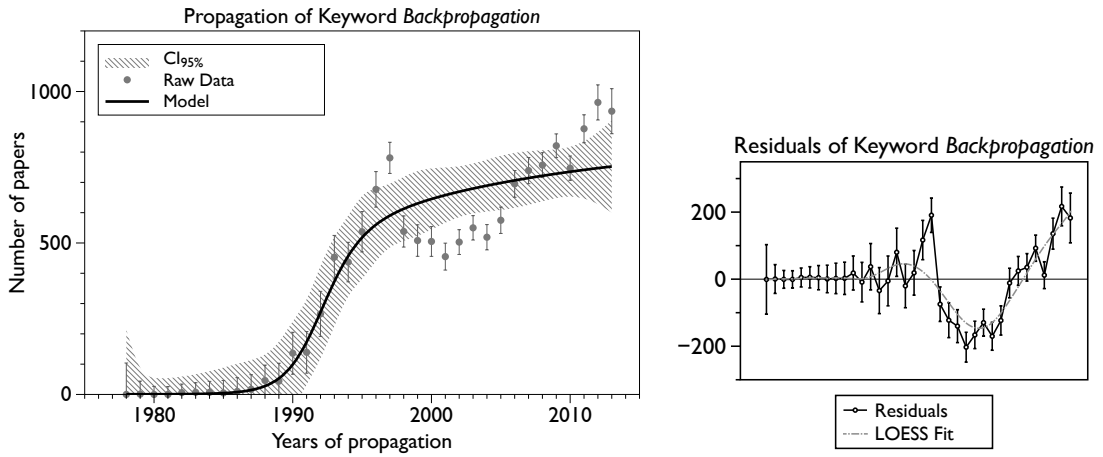 Propagation of Keyword Backpropagation
CI95%
Raw Data
Model
1000
500
0
Number of papers
1980
1990
2000
2010
Years of propagation
Residuals of Keyword Backpropagation
200
0
−200
Residuals
LOESS Fit